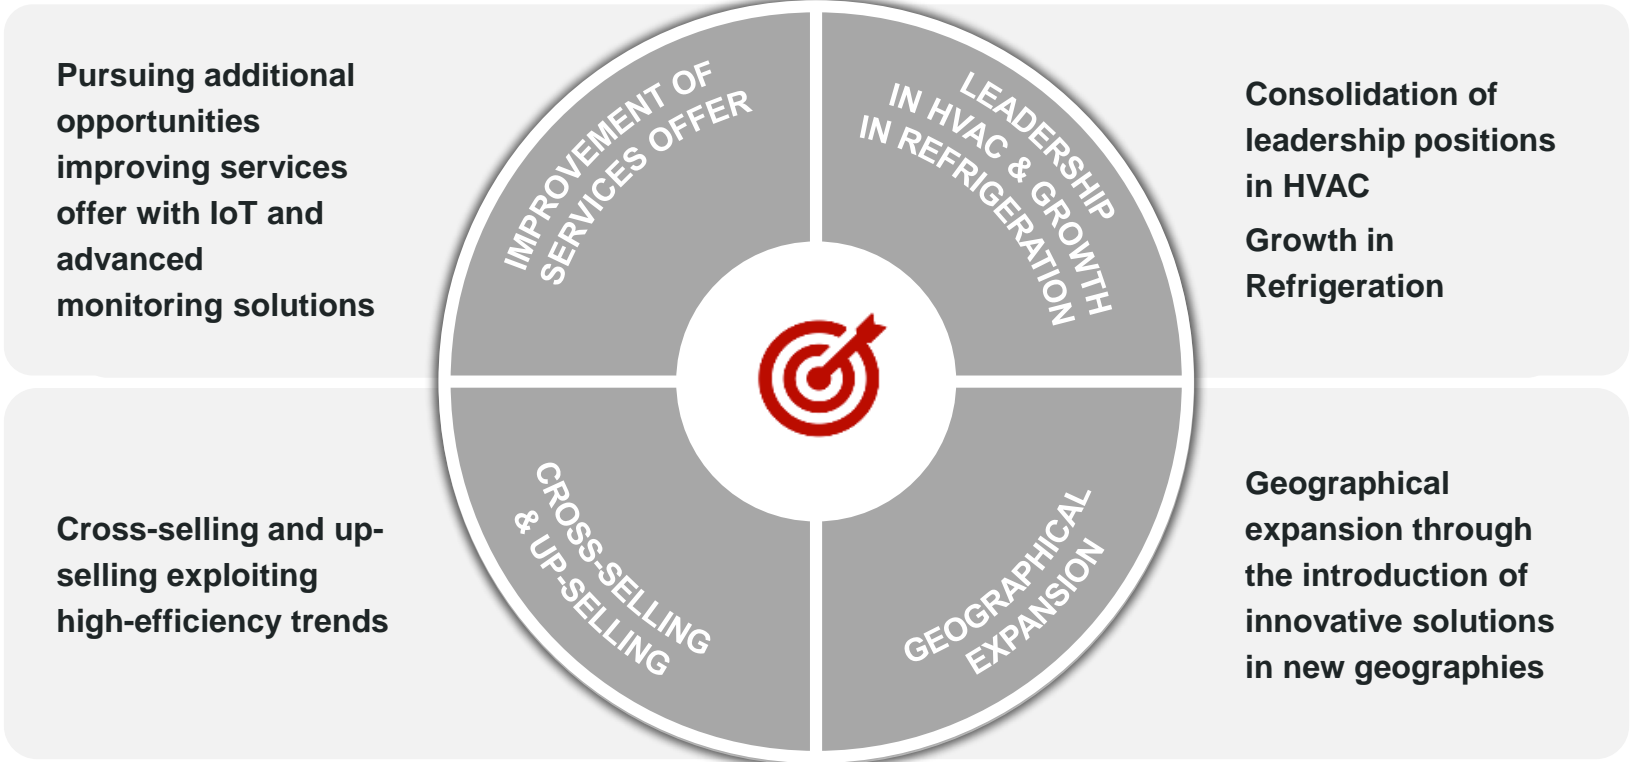 Pursuing additional
opportunities
improving services
offer with IoT and
advanced
monitoring solutions
IMPROVEMENT OF
SERVICES OFFER
LEADERSHIP
IN HVAC & GROWTH
IN REFRIGERATION
Consolidation of
leadership positions
in HVAC
Growth in
Refrigeration
Cross-selling and up-
selling exploiting
high-efficiency trends
CROSS-SELLING
& UP-SELLING
GEOGRAPHICAL
EXPANSION
Geographical
expansion through
the introduction of
innovative solutions
in new geographies